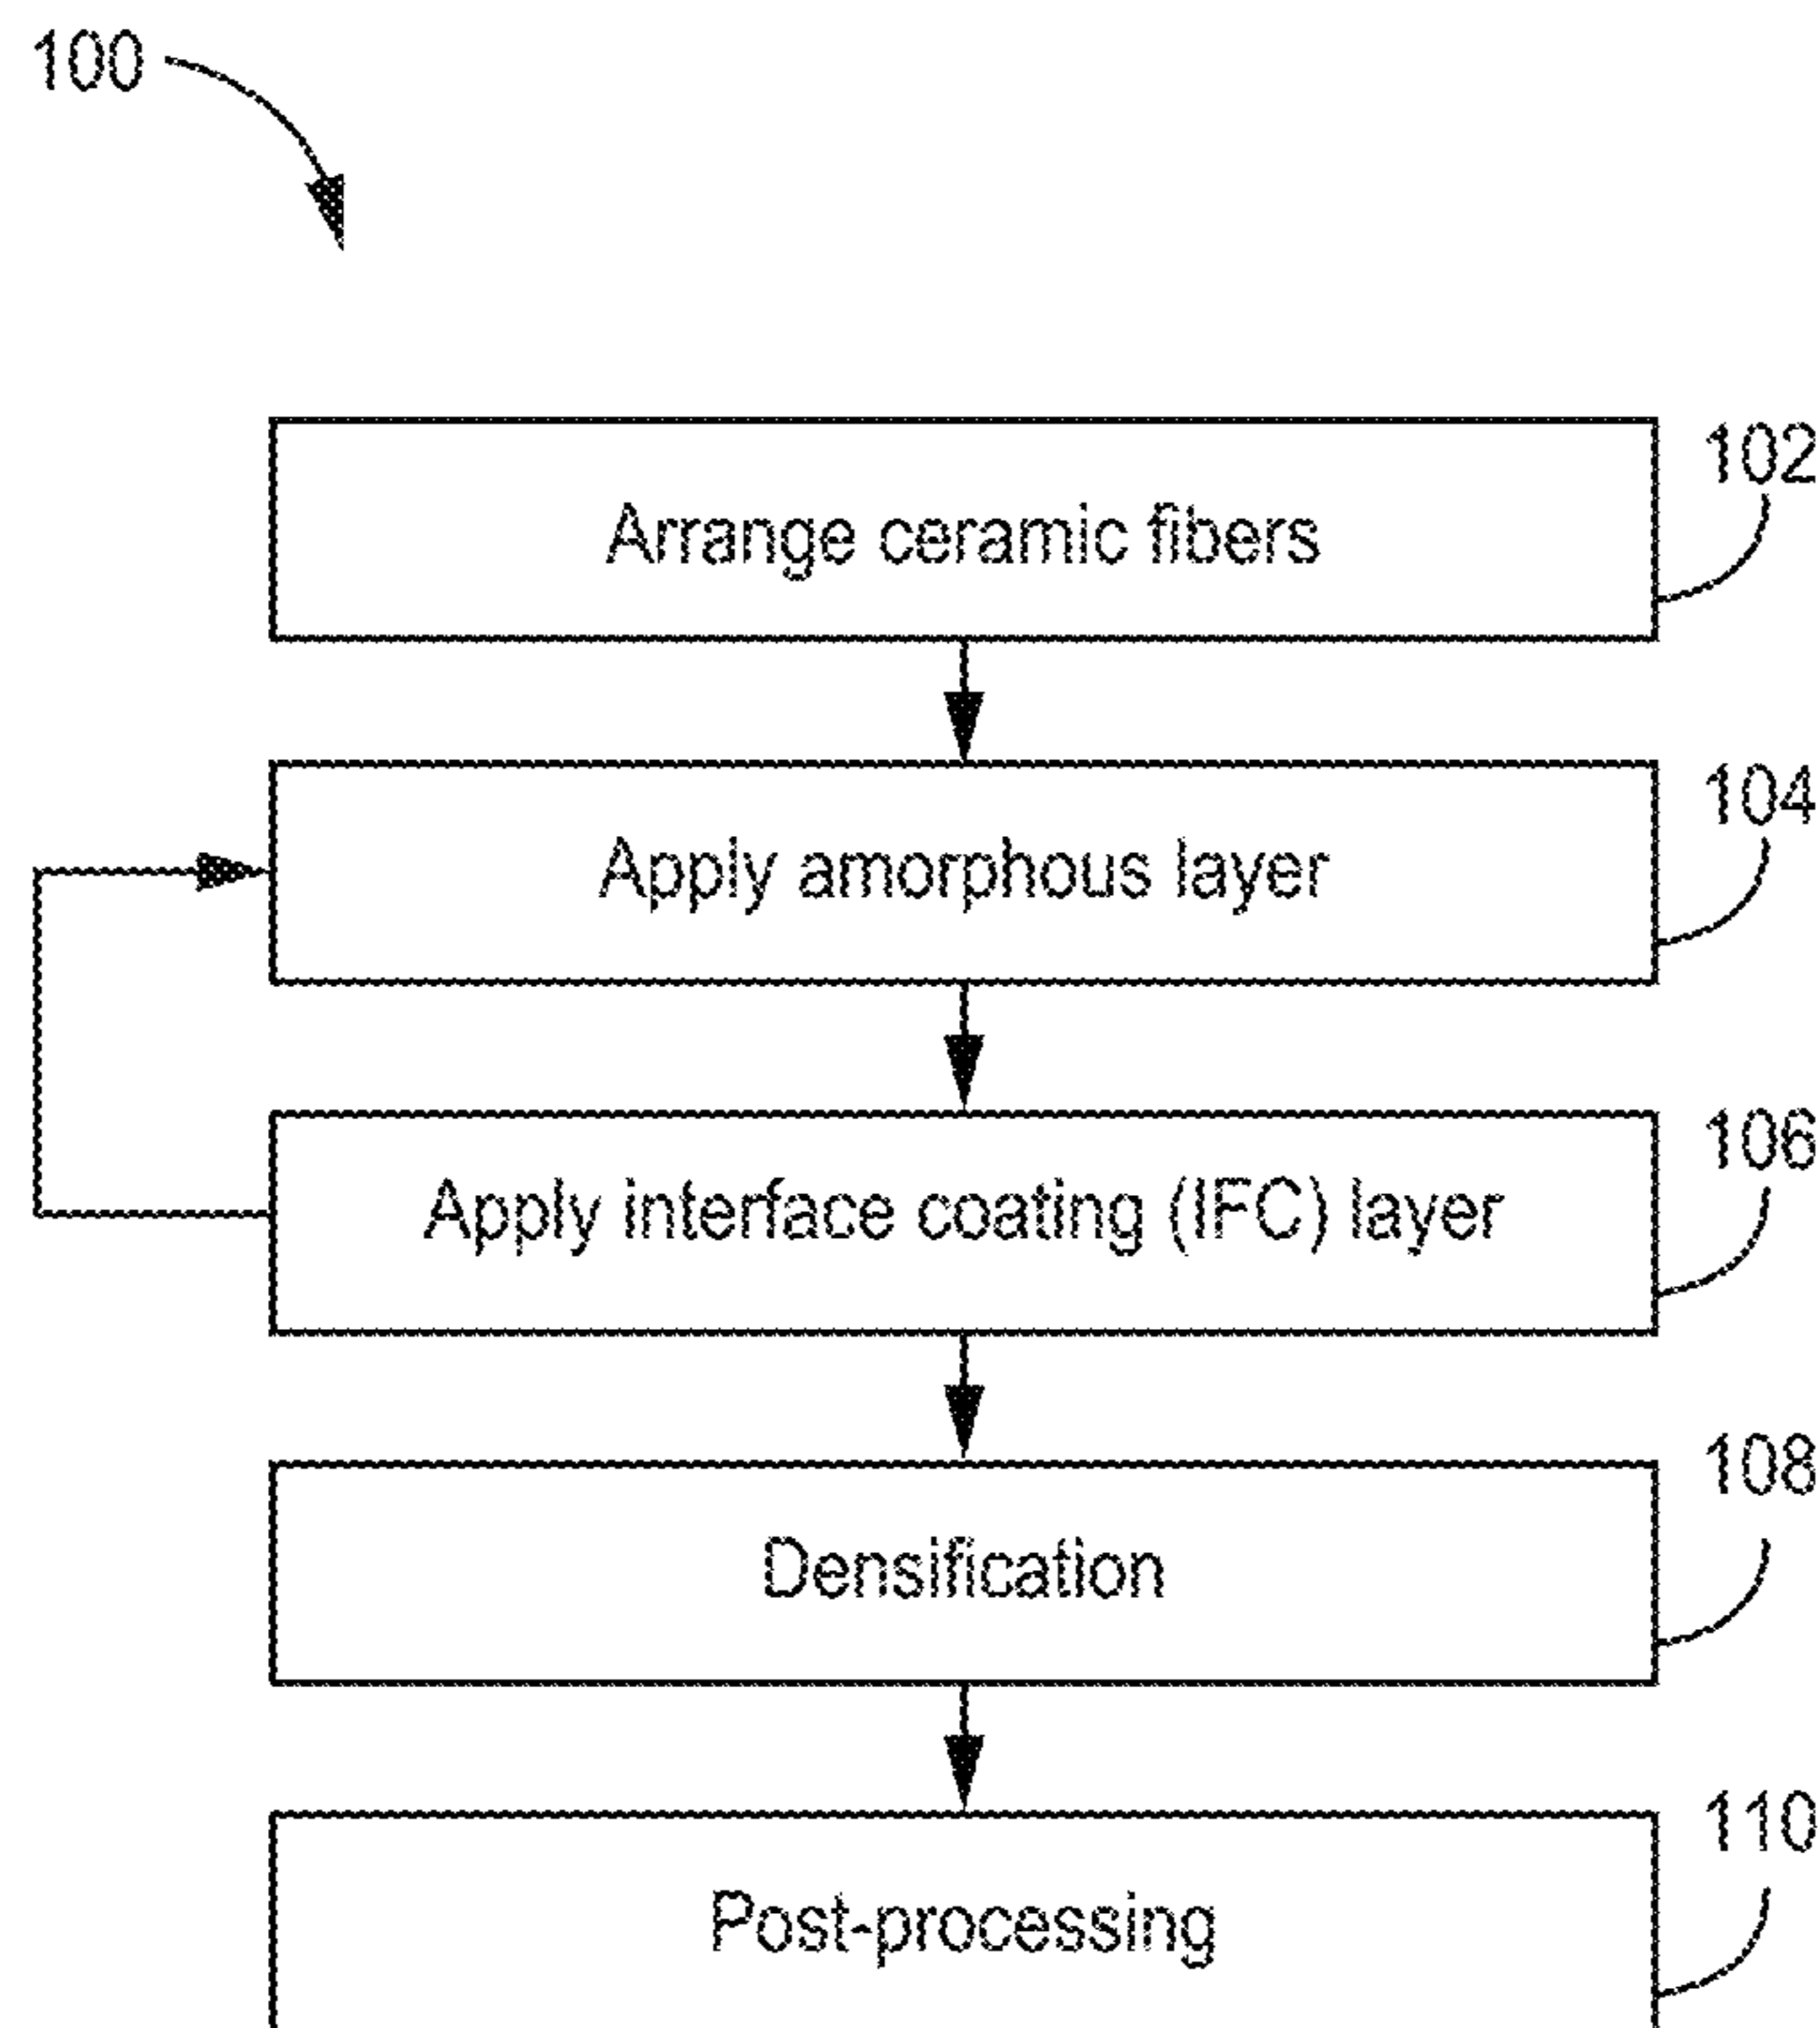 100
102
Arrange ceramic fibers
104
Apply amorphous layer
106
Apply interface coating (IFC) layer
108
Densification
110
Post-processing